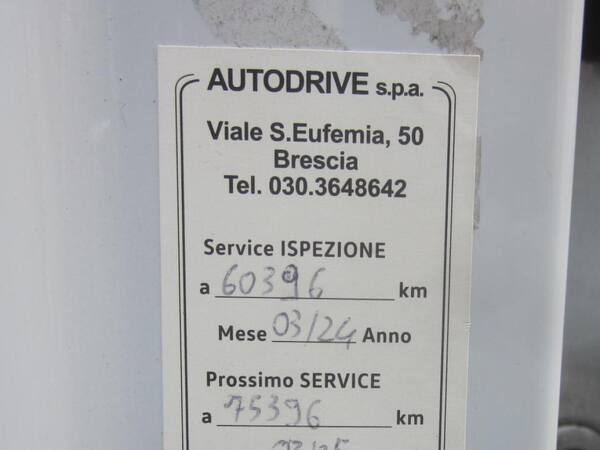 AUTODRIVE s.p.a.
Viale S.Eufemia, 50
Brescia
Tel. 030.3648642
Service ISPEZIONE
a 60396 km
Mese 03/24 Anno
Prossimo SERVICE
a 75396 km